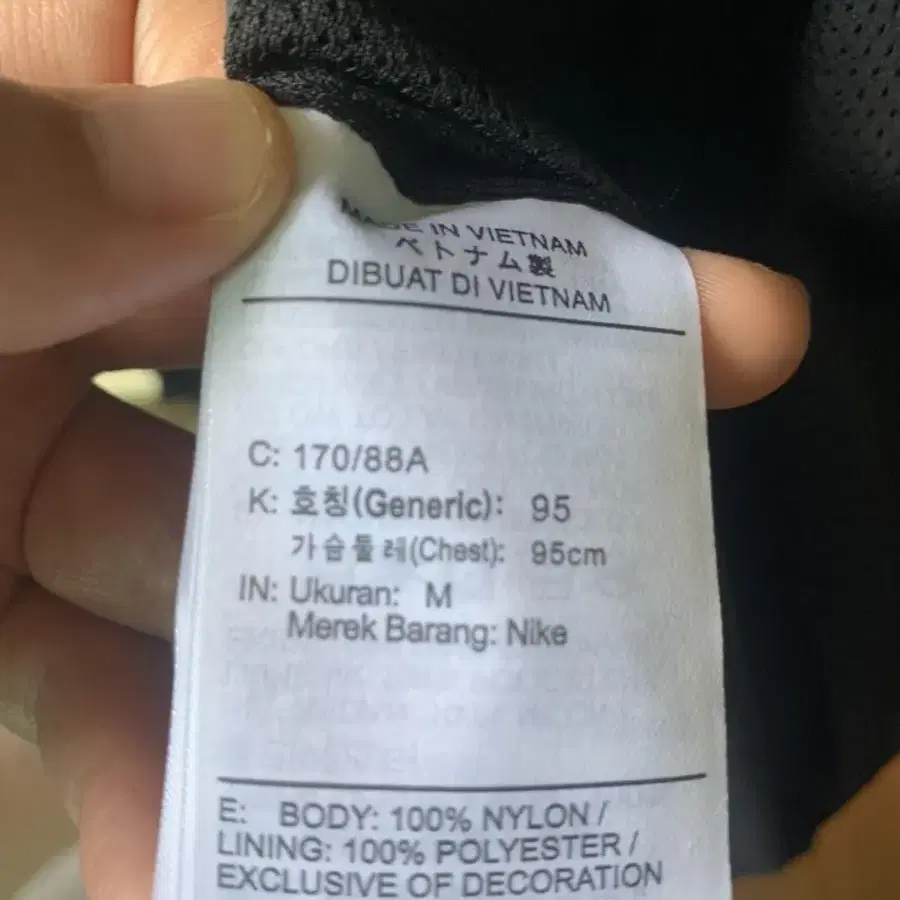 MADE IN VIETNAM
ベトナム製
DIBUAT DI VIETNAM
C: 170/88A
K: 호칭(Generic): 95
가슴둘레(Chest): 95cm
IN: Ukuran: M
Merek Barang: Nike
E: BODY: 100% NYLON /
LINING: 100% POLYESTER /
EXCLUSIVE OF DECORATION